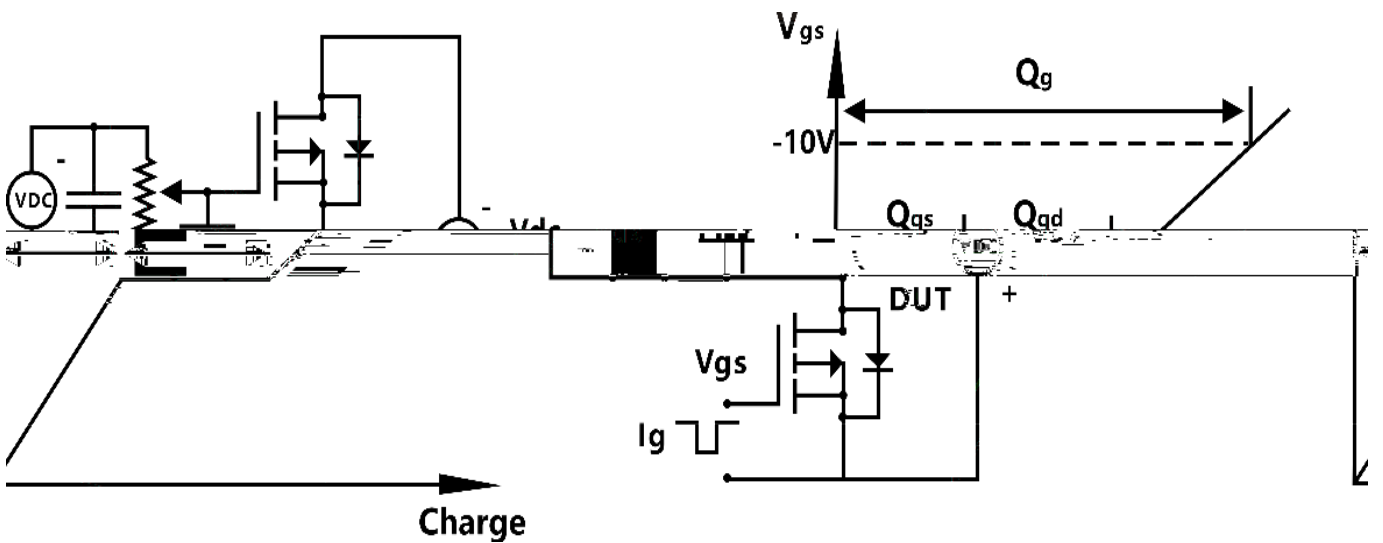 Vgs
Qg
-10V
-
VDC
-
Qgs
Qgd
DUT
+
Vgs
Ig
Charge